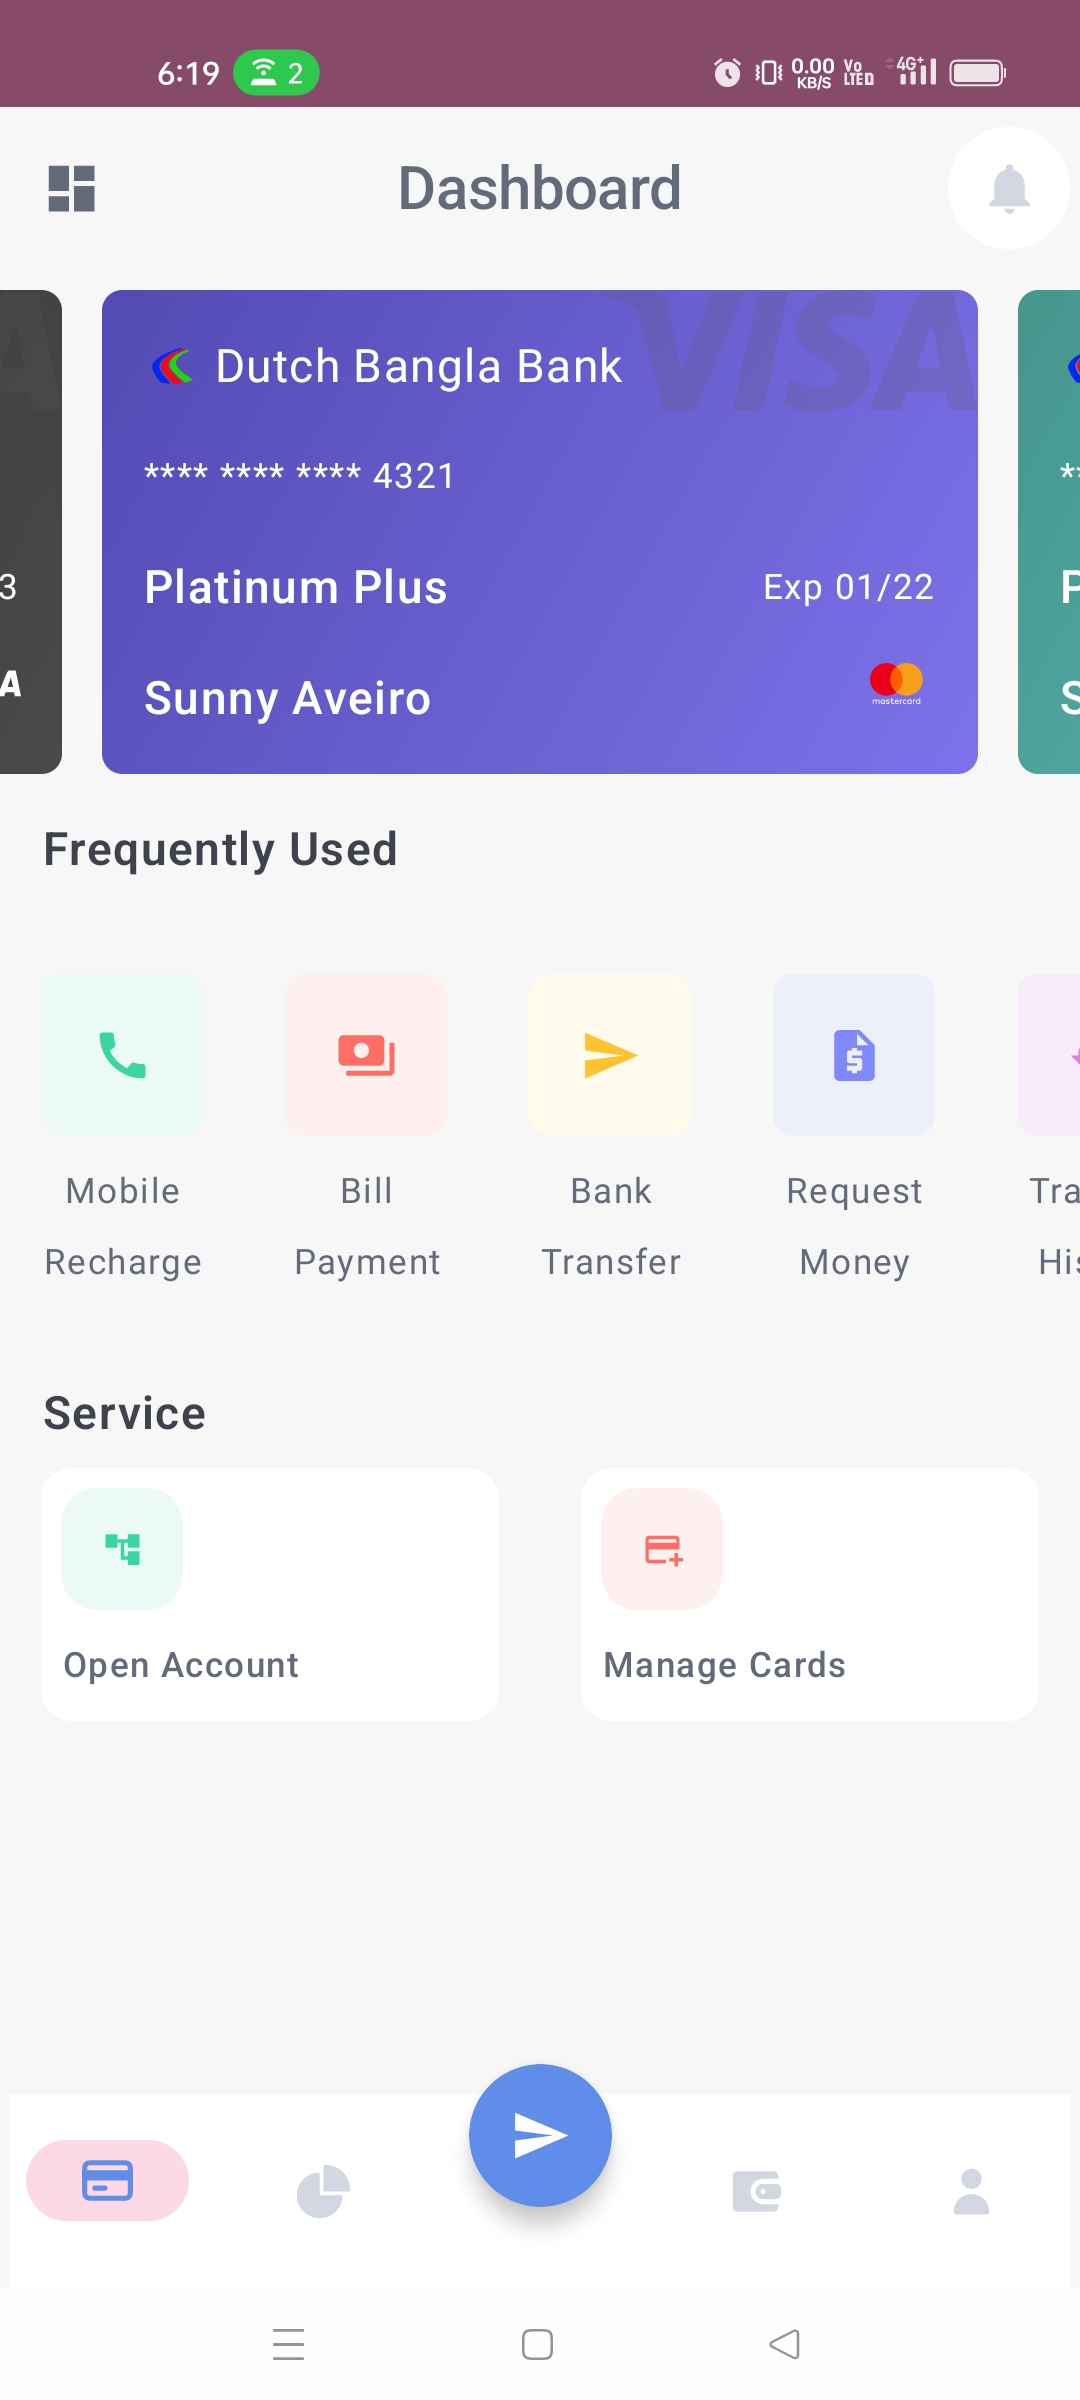 6:19 2 0.00 KB/S Vo LTED 4G+
Dashboard
VISA
Dutch Bangla Bank
**** **** **** 4321
3 Platinum Plus Exp 01/22 P
A Sunny Aveiro S
mastercard
Frequently Used
Mobile Bill Bank Request Tra
Recharge Payment Transfer Money His
Service
Open Account Manage Cards